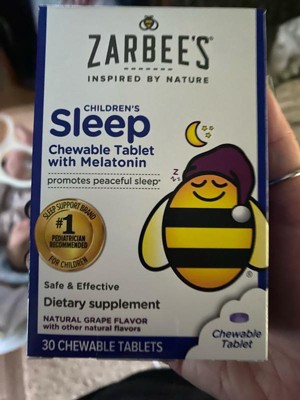 ZARBEE'S
INSPIRED BY NATURE
CHILDREN'S
Sleep
Chewable Tablet
with Melatonin
promotes peaceful sleep*
z z
SLEEP SUPPORT BRAND
#1
PEDIATRICIAN
RECOMMENDED
FOR CHILDREN
Safe & Effective
Dietary supplement
NATURAL GRAPE FLAVOR
with other natural flavors
Chewable
Tablet
30 CHEWABLE TABLETS